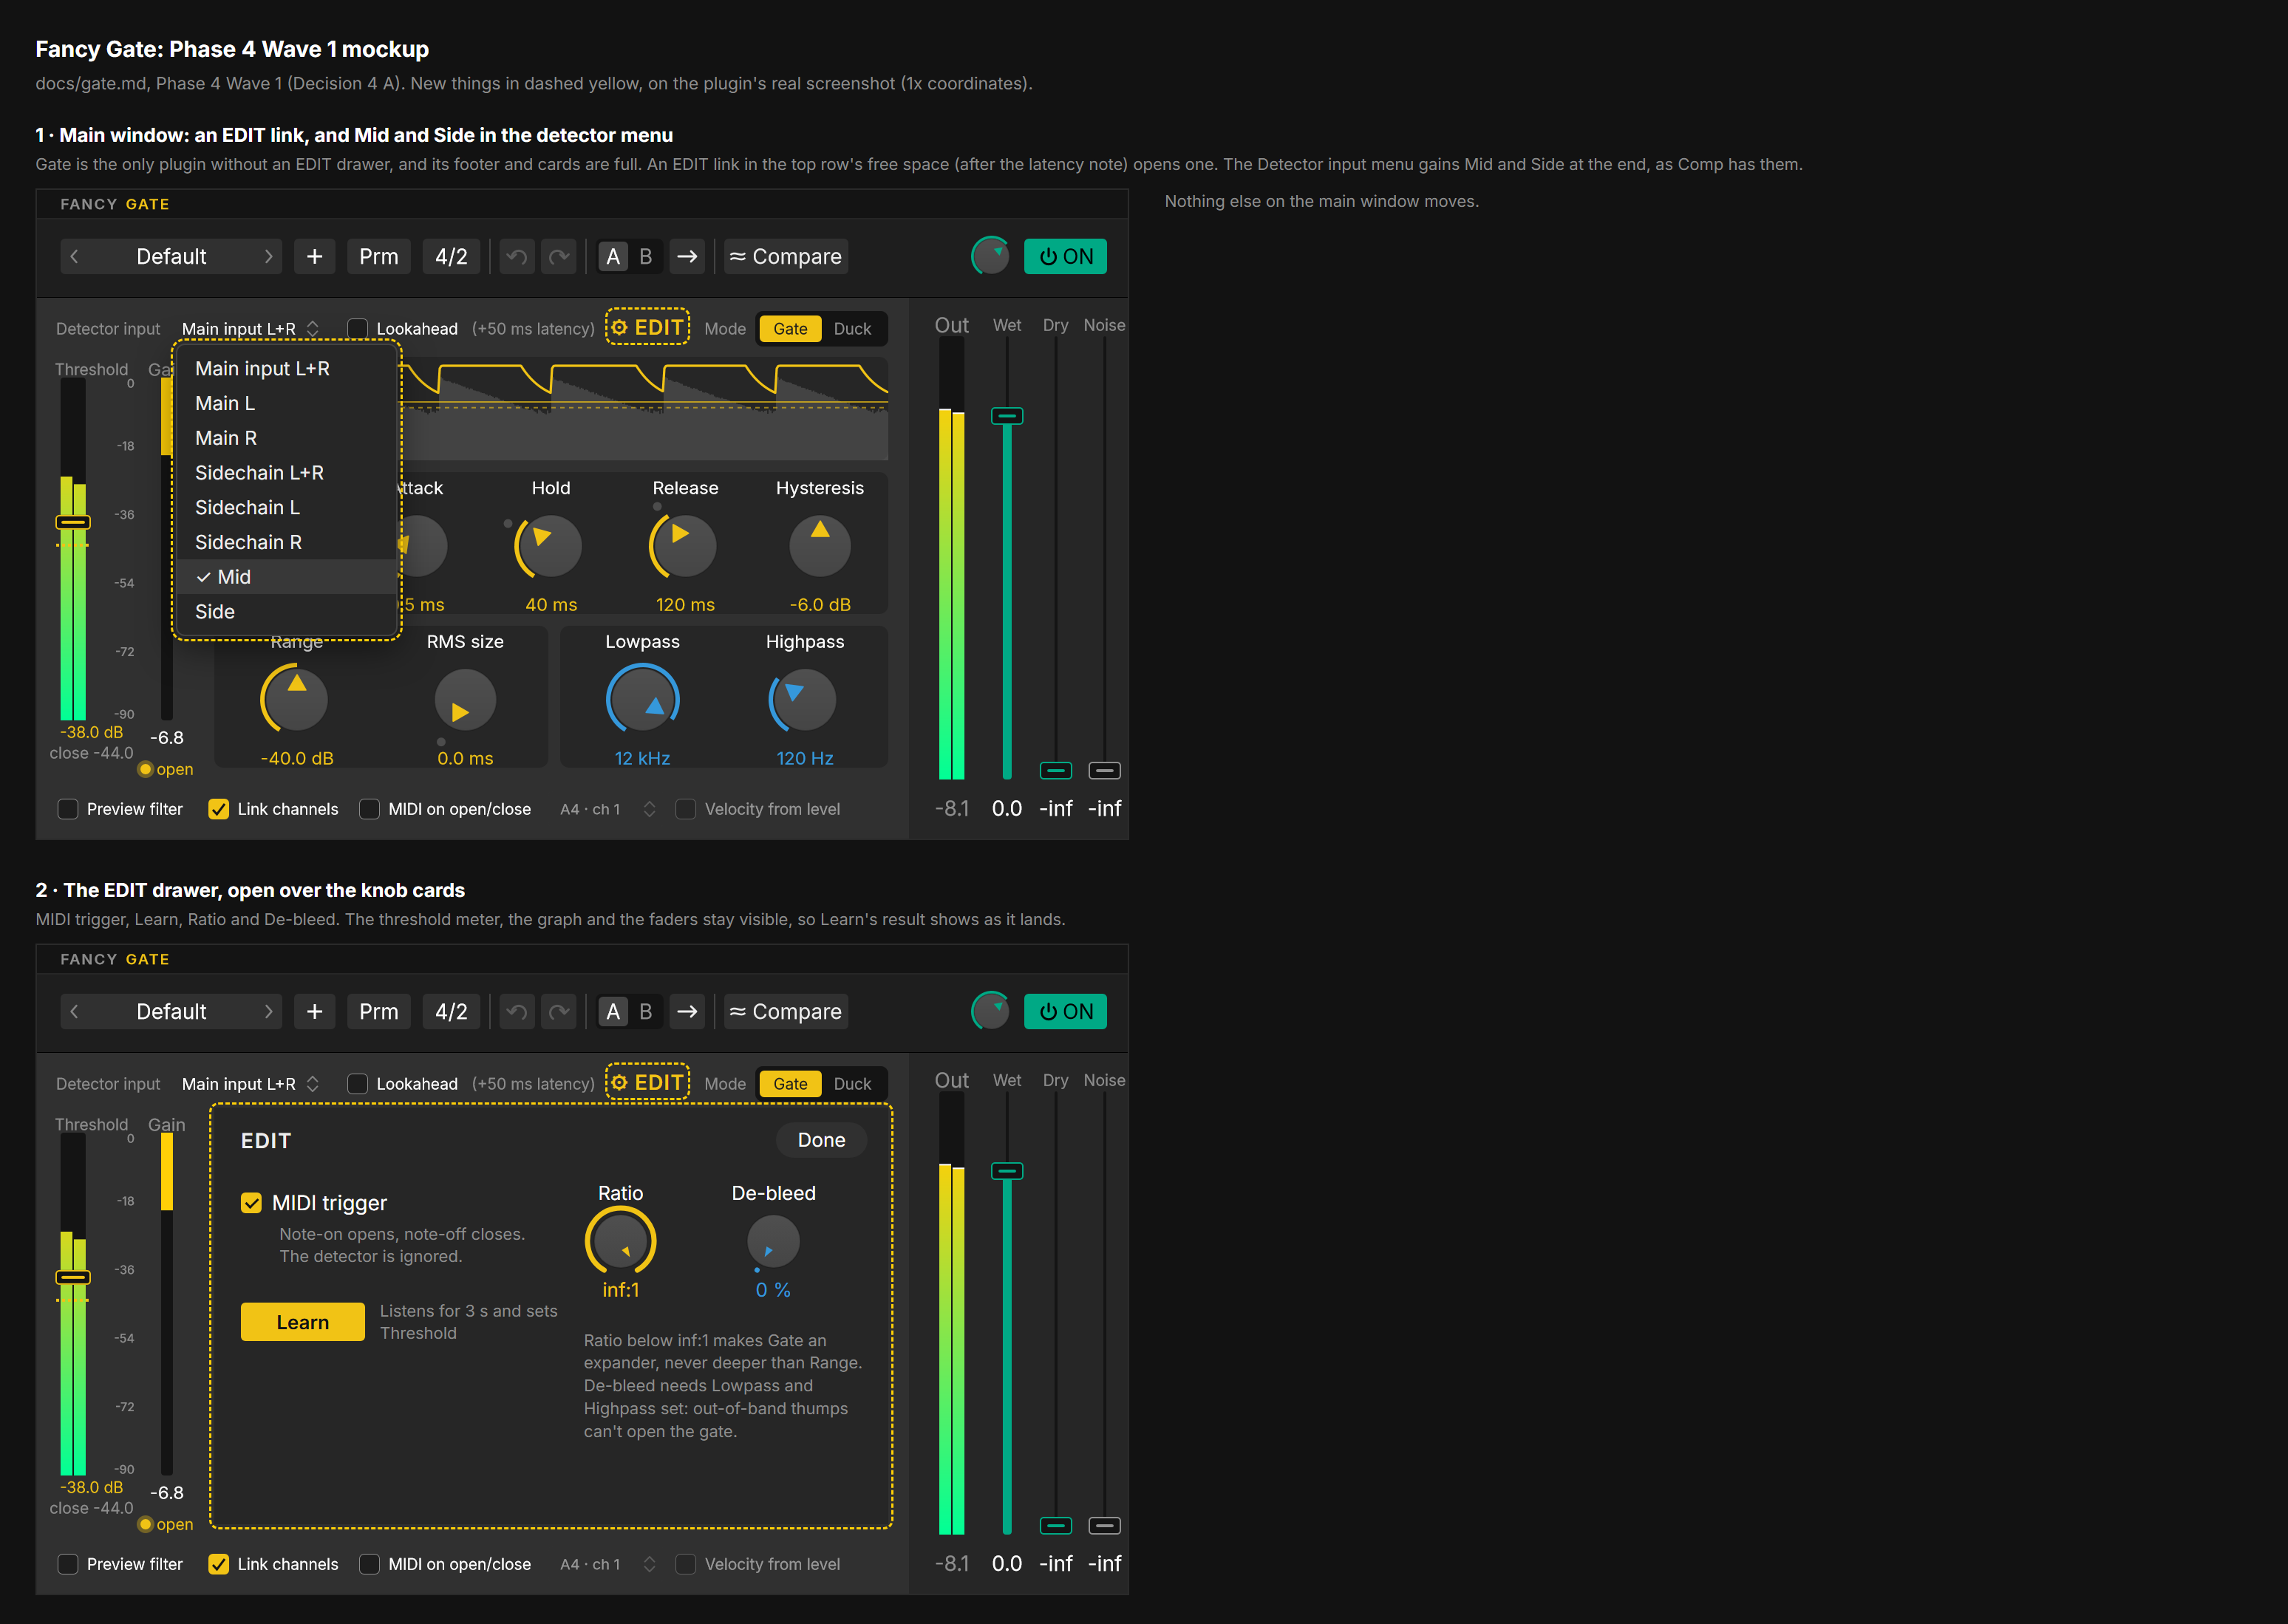 Fancy Gate: Phase 4 Wave 1 mockup
docs/gate.md, Phase 4 Wave 1 (Decision 4 A). New things in dashed yellow, on the plugin's real screenshot (1x coordinates).
1 · Main window: an EDIT link, and Mid and Side in the detector menu
Gate is the only plugin without an EDIT drawer, and its footer and cards are full. An EDIT link in the top row's free space (after the latency note) opens one. The Detector input menu gains Mid and Side at the end, as Comp has them.
FANCY GATE
Nothing else on the main window moves.
Default + Prm 4/2 A B → ≈ Compare ON
Detector input Main input L+R Lookahead (+50 ms latency) EDIT Mode Gate Duck
Out Wet Dry Noise
Threshold Ga
0
-18
-36
-54
-72
-90
Main input L+R
Main L
Main R
Sidechain L+R
Sidechain L
Sidechain R
✓ Mid
Side
ttack Hold Release Hysteresis
5 ms 40 ms 120 ms -6.0 dB
Range RMS size Lowpass Highpass
-40.0 dB 0.0 ms 12 kHz 120 Hz
-38.0 dB -6.8
close -44.0
open
Preview filter Link channels MIDI on open/close A4 · ch 1 Velocity from level
-8.1 0.0 -inf -inf
2 · The EDIT drawer, open over the knob cards
MIDI trigger, Learn, Ratio and De-bleed. The threshold meter, the graph and the faders stay visible, so Learn's result shows as it lands.
FANCY GATE
Default + Prm 4/2 A B → ≈ Compare ON
Detector input Main input L+R Lookahead (+50 ms latency) EDIT Mode Gate Duck
Out Wet Dry Noise
Threshold Gain
0
-18
-36
-54
-72
-90
EDIT Done
MIDI trigger
Note-on opens, note-off closes.
The detector is ignored.
Learn
Listens for 3 s and sets
Threshold
Ratio De-bleed
inf:1 0 %
Ratio below inf:1 makes Gate an
expander, never deeper than Range.
De-bleed needs Lowpass and
Highpass set: out-of-band thumps
can't open the gate.
-38.0 dB -6.8
close -44.0
open
Preview filter Link channels MIDI on open/close A4 · ch 1 Velocity from level
-8.1 0.0 -inf -inf